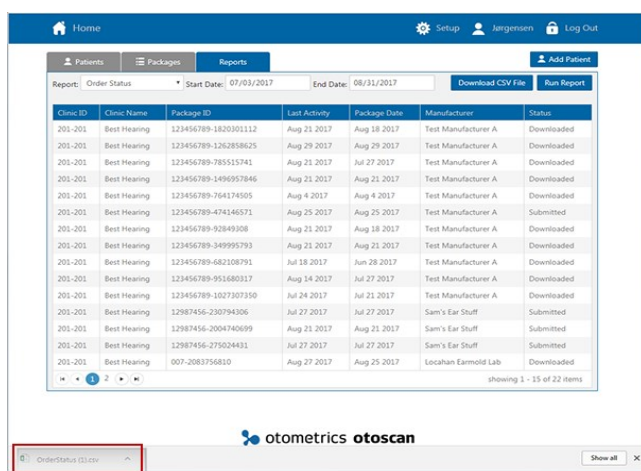 Home Setup Jørgensen Log Out
Patients Packages Reports Add Patient
Report: Order Status Start Date: 07/03/2017 End Date: 08/31/2017 Download CSV File Run Report
Clinic ID Clinic Name Package ID Last Activity Package Date Manufacturer Status
201-201 Best Hearing 123456789-1820301112 Aug 21 2017 Aug 18 2017 Test Manufacturer A Downloaded
201-201 Best Hearing 123456789-1262858625 Aug 29 2017 Aug 29 2017 Test Manufacturer A Downloaded
201-201 Best Hearing 123456789-785515741 Aug 21 2017 Jul 27 2017 Test Manufacturer A Downloaded
201-201 Best Hearing 123456789-1496957846 Aug 21 2017 Aug 21 2017 Test Manufacturer A Downloaded
201-201 Best Hearing 123456789-764174505 Aug 4 2017 Aug 4 2017 Test Manufacturer A Downloaded
201-201 Best Hearing 123456789-474146571 Aug 25 2017 Aug 25 2017 Test Manufacturer A Submitted
201-201 Best Hearing 123456789-92849308 Aug 21 2017 Aug 18 2017 Test Manufacturer A Downloaded
201-201 Best Hearing 123456789-349995793 Aug 21 2017 Aug 21 2017 Test Manufacturer A Downloaded
201-201 Best Hearing 123456789-682108791 Jul 18 2017 Jun 28 2017 Test Manufacturer A Downloaded
201-201 Best Hearing 123456789-951680317 Aug 14 2017 Jul 27 2017 Test Manufacturer A Downloaded
201-201 Best Hearing 123456789-1027307350 Jul 24 2017 Jul 21 2017 Test Manufacturer A Downloaded
201-201 Best Hearing 12987456-230794306 Jul 27 2017 Jul 27 2017 Sam's Ear Stuff Submitted
201-201 Best Hearing 12987456-2004740699 Aug 21 2017 Aug 21 2017 Sam's Ear Stuff Submitted
201-201 Best Hearing 12987456-275024431 Jul 27 2017 Jul 27 2017 Sam's Ear Stuff Submitted
201-201 Best Hearing 007-2083756810 Aug 27 2017 Aug 25 2017 Locahan Earmold Lab Downloaded
1 2 showing 1 - 15 of 22 items
otometrics otoscan
OrderStatus (1).csv Show all